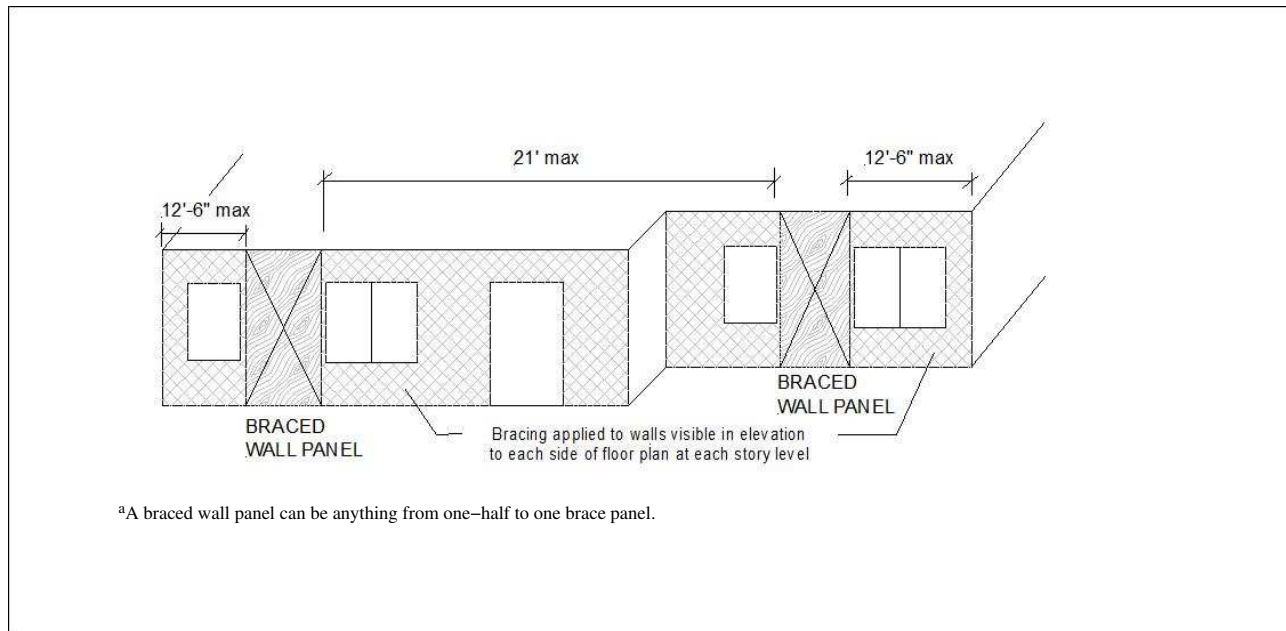 21' max
12'-6" max
12'-6" max
BRACED
WALL PANEL
BRACED
WALL PANEL
Bracing applied to walls visible in elevation
to each side of floor plan at each story level
aA braced wall panel can be anything from one−half to one brace panel.